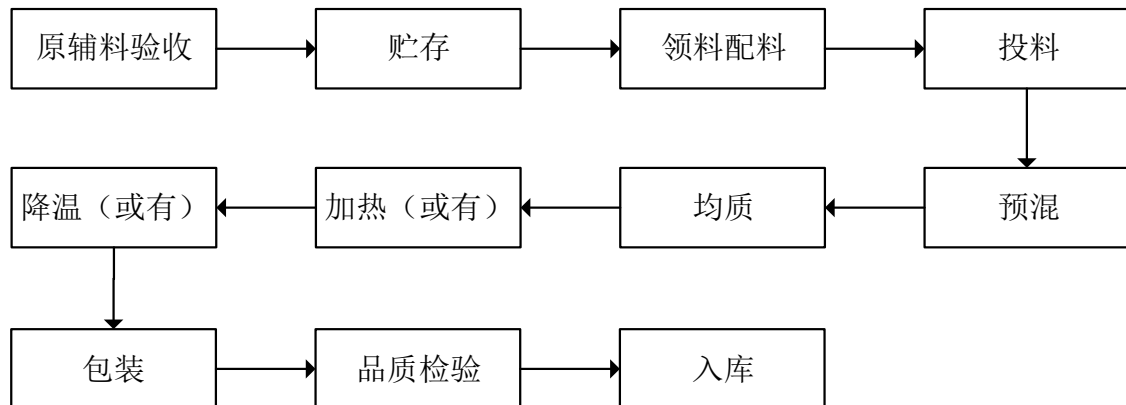 原辅料验收
贮存
领料配料
投料
预混
均质
加热（或有）
降温（或有）
包装
品质检验
入库